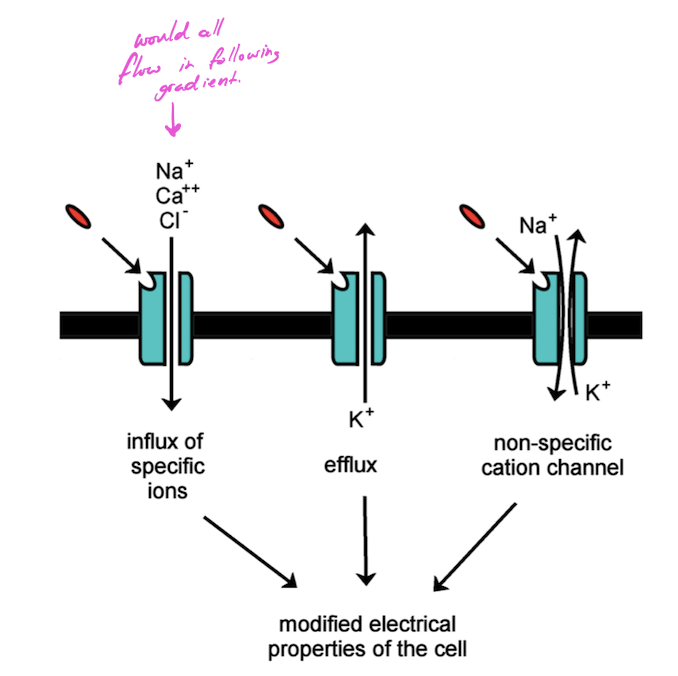 would all
flow in following
gradient.
Na⁺
Ca⁺⁺
Cl⁻
Na⁺
K⁺
K⁺
influx of
specific
ions
efflux
non-specific
cation channel
modified electrical
properties of the cell